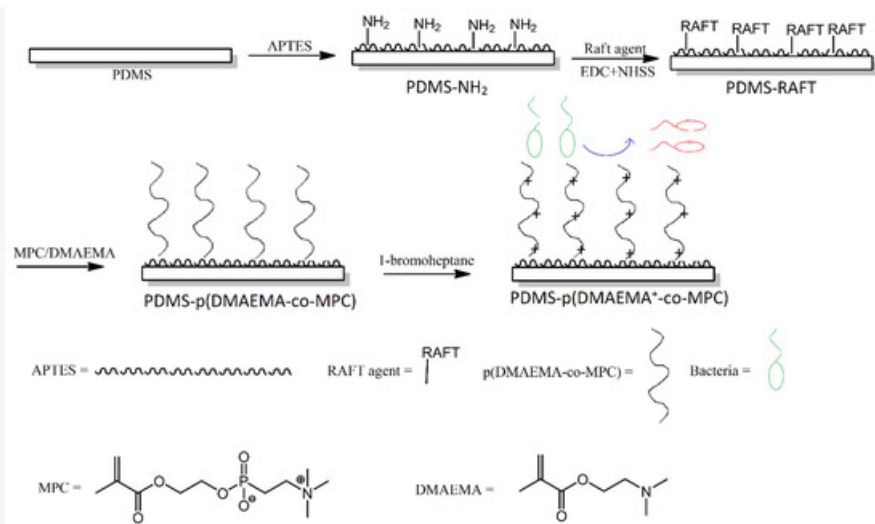 NH2 NH2 NH2 NH2
RAFT RAFT RAFT RAFT
APTES
Raft agent
EDC+NHSS
PDMS
PDMS-NH2
PDMS-RAFT
MPC/DMAEMA
1-bromoheptane
PDMS-p(DMAEMA-co-MPC)
PDMS-p(DMAEMA+-co-MPC)
+ + + + + + + + + + + +
APTES =
RAFT agent =
RAFT
p(DMAEMA-co-MPC) =
Bacteria =
MPC =
O O O P O O⊖ N⊕
DMAEMA =
O O N